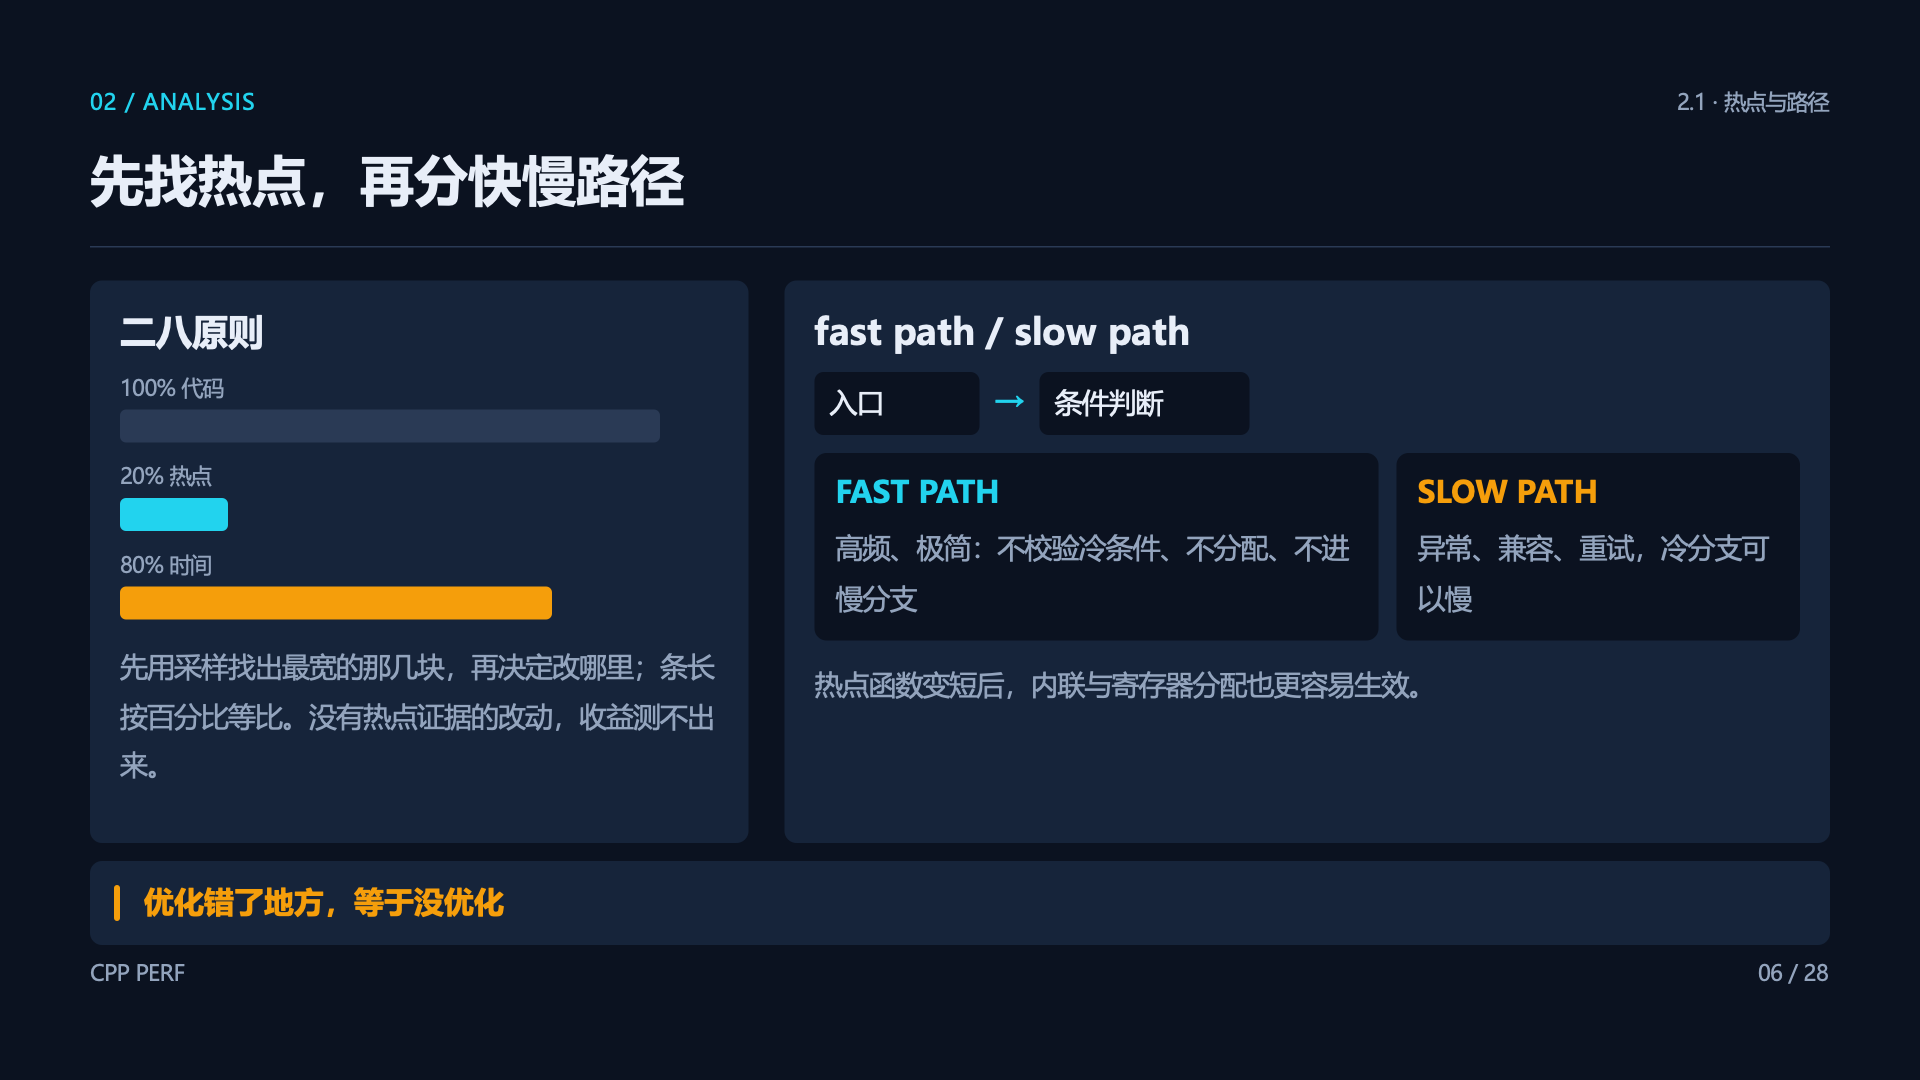 02 / ANALYSIS
2.1 · 热点与路径
先找热点，再分快慢路径
二八原则
100% 代码
20% 热点
80% 时间
先用采样找出最宽的那几块，再决定改哪里；条长
按百分比等比。没有热点证据的改动，收益测不出
来。
fast path / slow path
入口
→
条件判断
FAST PATH
高频、极简：不校验冷条件、不分配、不进
慢分支
SLOW PATH
异常、兼容、重试，冷分支可
以慢
热点函数变短后，内联与寄存器分配也更容易生效。
优化错了地方，等于没优化
CPP PERF
06 / 28